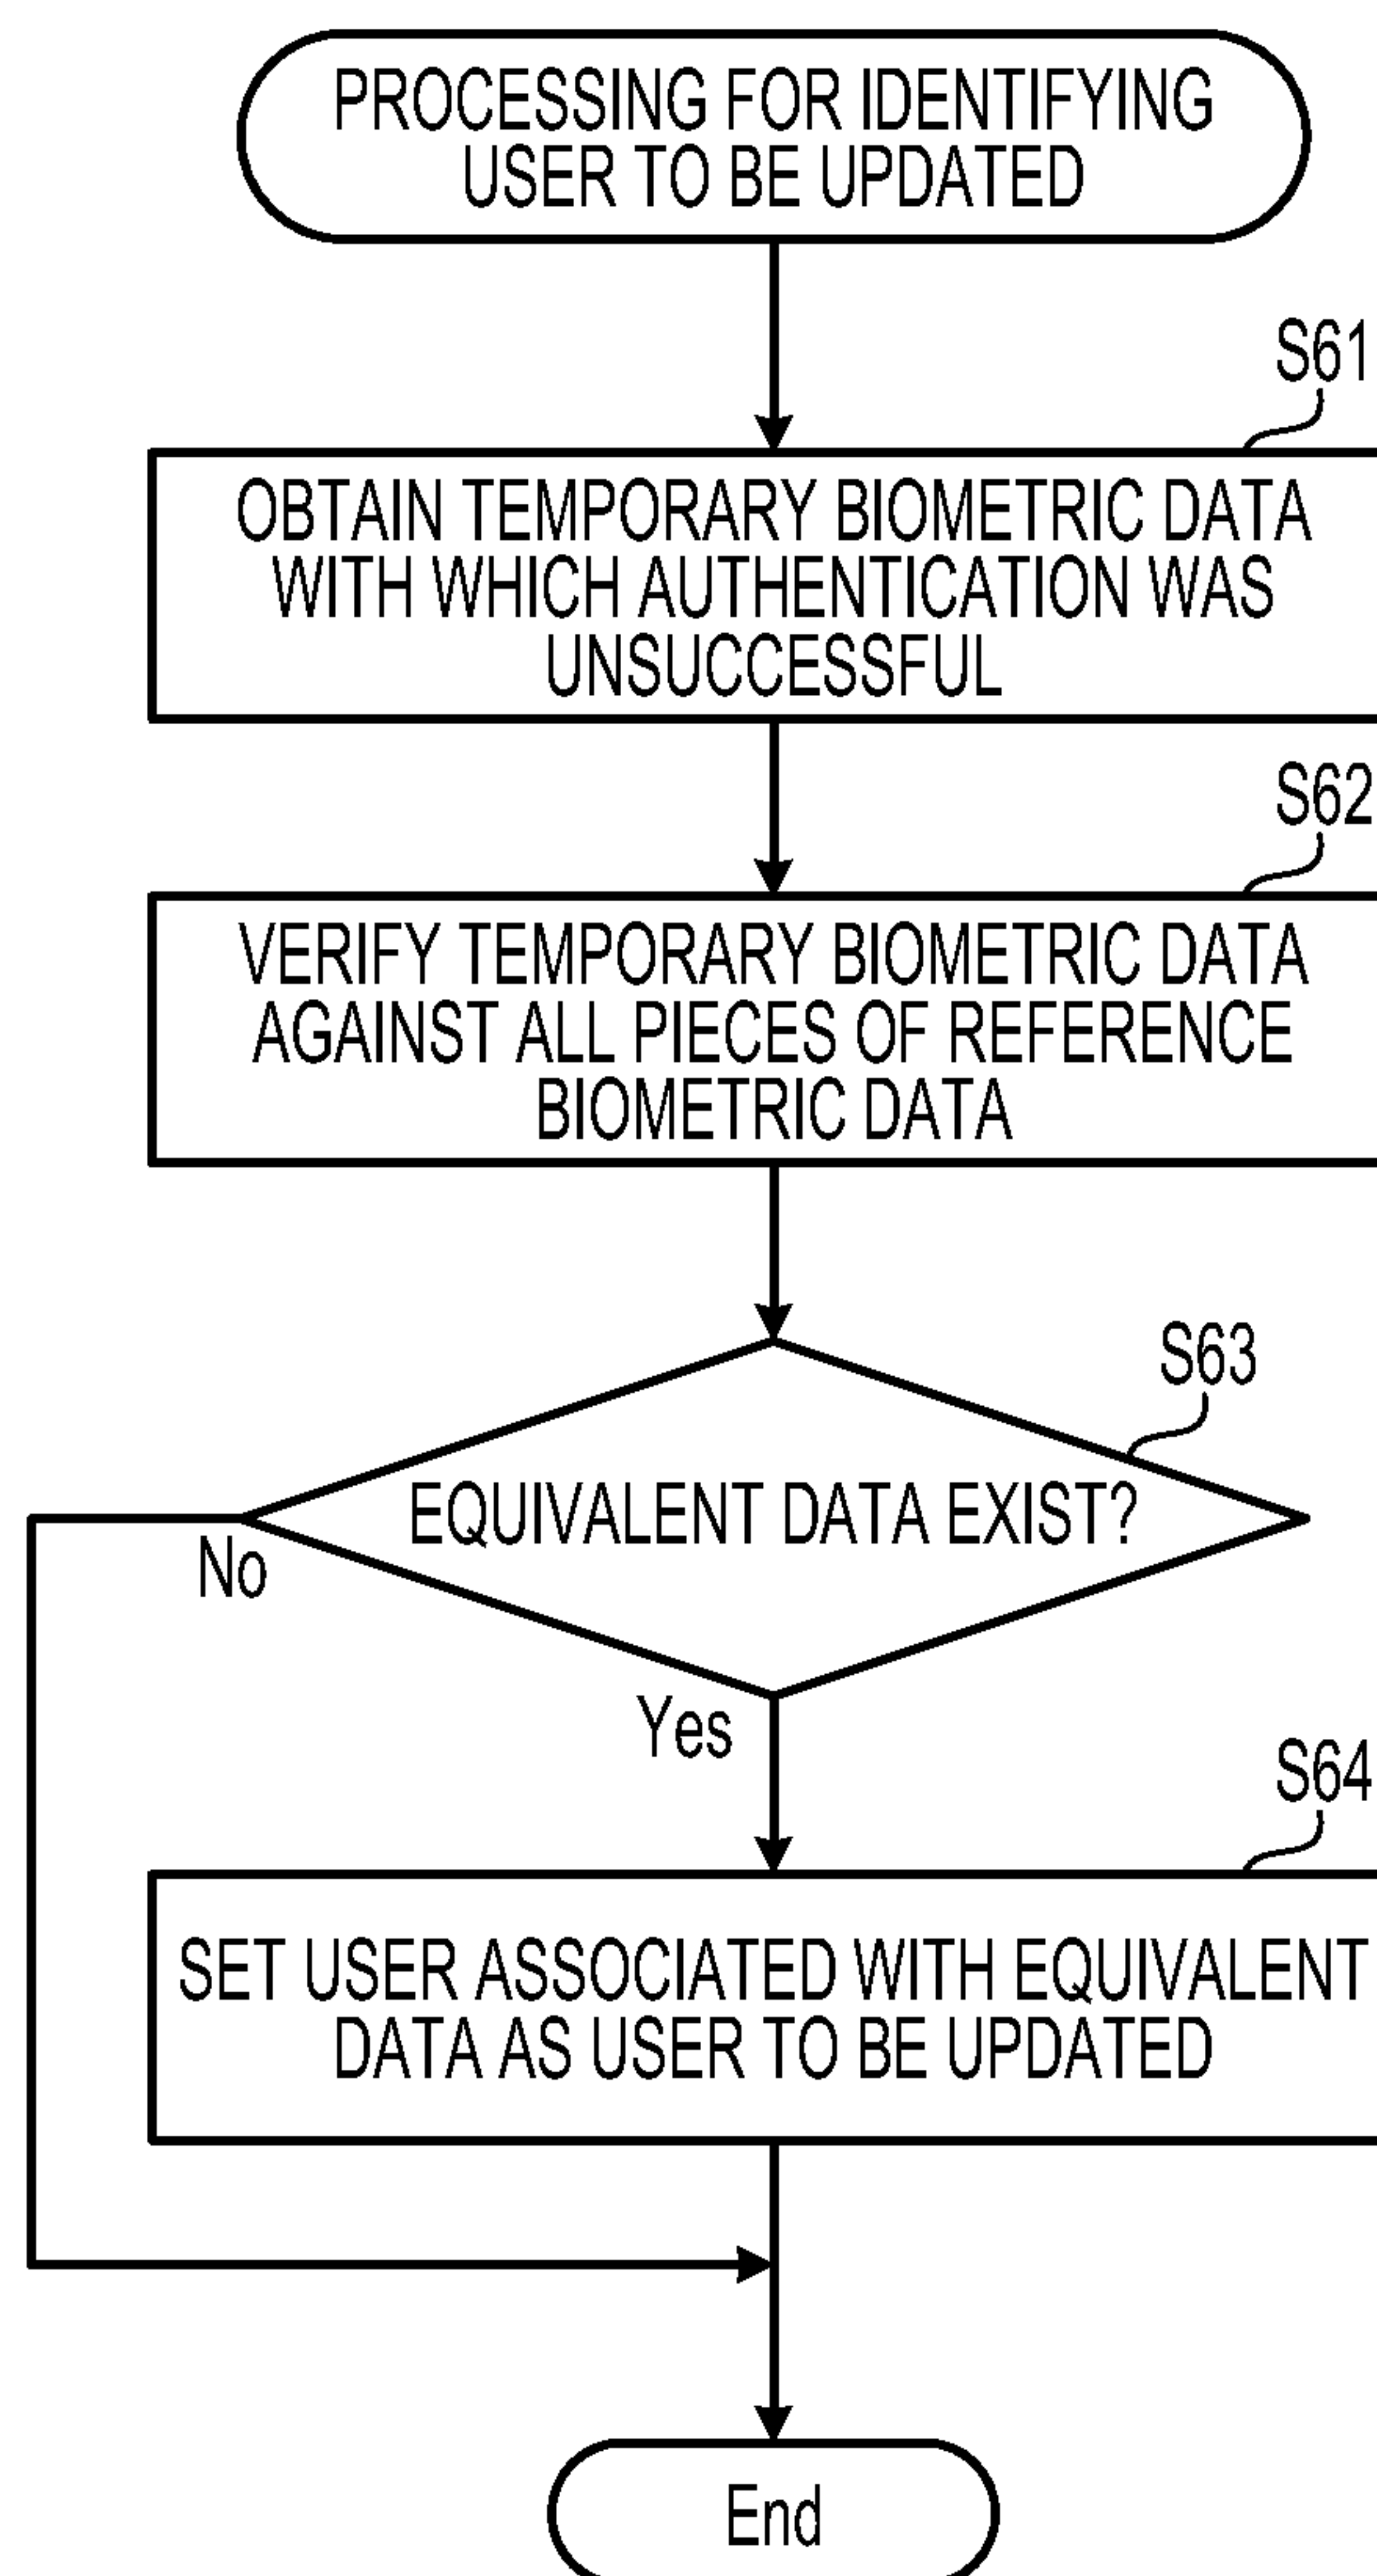 PROCESSING FOR IDENTIFYING
USER TO BE UPDATED
S61
OBTAIN TEMPORARY BIOMETRIC DATA
WITH WHICH AUTHENTICATION WAS
UNSUCCESSFUL
S62
VERIFY TEMPORARY BIOMETRIC DATA
AGAINST ALL PIECES OF REFERENCE
BIOMETRIC DATA
S63
EQUIVALENT DATA EXIST?
No
Yes
S64
SET USER ASSOCIATED WITH EQUIVALENT
DATA AS USER TO BE UPDATED
End